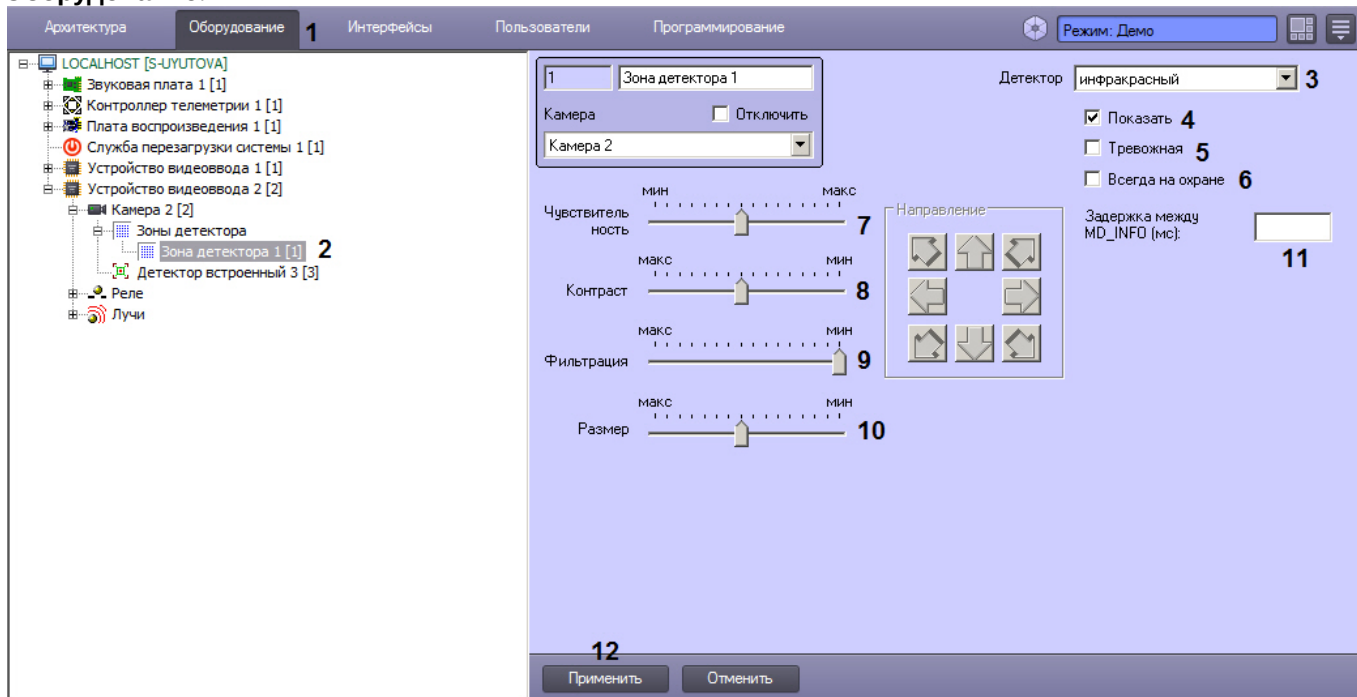 Оборудование.
Архитектура Оборудование 1 Интерфейсы Пользователи Программирование Режим: Демо
LOCALHOST [S-UYUTOVA]
Звуковая плата 1 [1]
Контроллер телеметрии 1 [1]
Плата воспроизведения 1 [1]
Служба перезагрузки системы 1 [1]
Устройство видеоввода 1 [1]
Устройство видеоввода 2 [2]
Камера 2 [2]
Зоны детектора
Зона детектора 1 [1] 2
Детектор встроенный 3 [3]
Реле
Лучи
1 Зона детектора 1
Камера Отключить
Камера 2
Детектор инфракрасный 3
Показать 4
Тревожная 5
Всегда на охране 6
Задержка между
MD_INFO (мс):
11
мин макс
Чувствитель
ность 7
макс мин
Контраст 8
макс мин
Фильтрация 9
макс мин
Размер 10
Направление
12
Применить Отменить